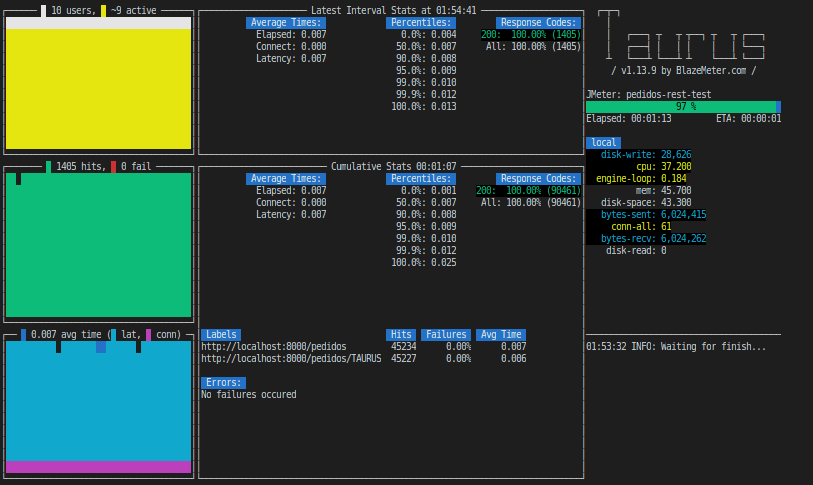 10 users, ~9 active
Latest Interval Stats at 01:54:41
Average Times: Percentiles: Response Codes:
Elapsed: 0.007 0.0%: 0.004 200: 100.00% (1405)
Connect: 0.000 50.0%: 0.007 All: 100.00% (1405)
Latency: 0.007 90.0%: 0.008
95.0%: 0.009
99.0%: 0.010
99.9%: 0.012
100.0%: 0.013
1405 hits, 0 fail
Cumulative Stats 00:01:07
Average Times: Percentiles: Response Codes:
Elapsed: 0.007 0.0%: 0.001 200: 100.00% (90461)
Connect: 0.000 50.0%: 0.007 All: 100.00% (90461)
Latency: 0.007 90.0%: 0.008
95.0%: 0.009
99.0%: 0.010
99.9%: 0.012
100.0%: 0.025
0.007 avg time ( lat, conn)
Labels Hits Failures Avg Time
http://localhost:8000/pedidos 45234 0.00% 0.007
http://localhost:8000/pedidos/TAURUS 45227 0.00% 0.006
Errors:
No failures occured
Taurus
/ v1.13.9 by BlazeMeter.com /
JMeter: pedidos-rest-test
97 %
Elapsed: 00:01:13 ETA: 00:00:01
local
disk-write: 28,626
cpu: 37.200
engine-loop: 0.184
mem: 45.700
disk-space: 43.300
bytes-sent: 6,024,415
conn-all: 61
bytes-recv: 6,024,262
disk-read: 0
01:53:32 INFO: Waiting for finish...